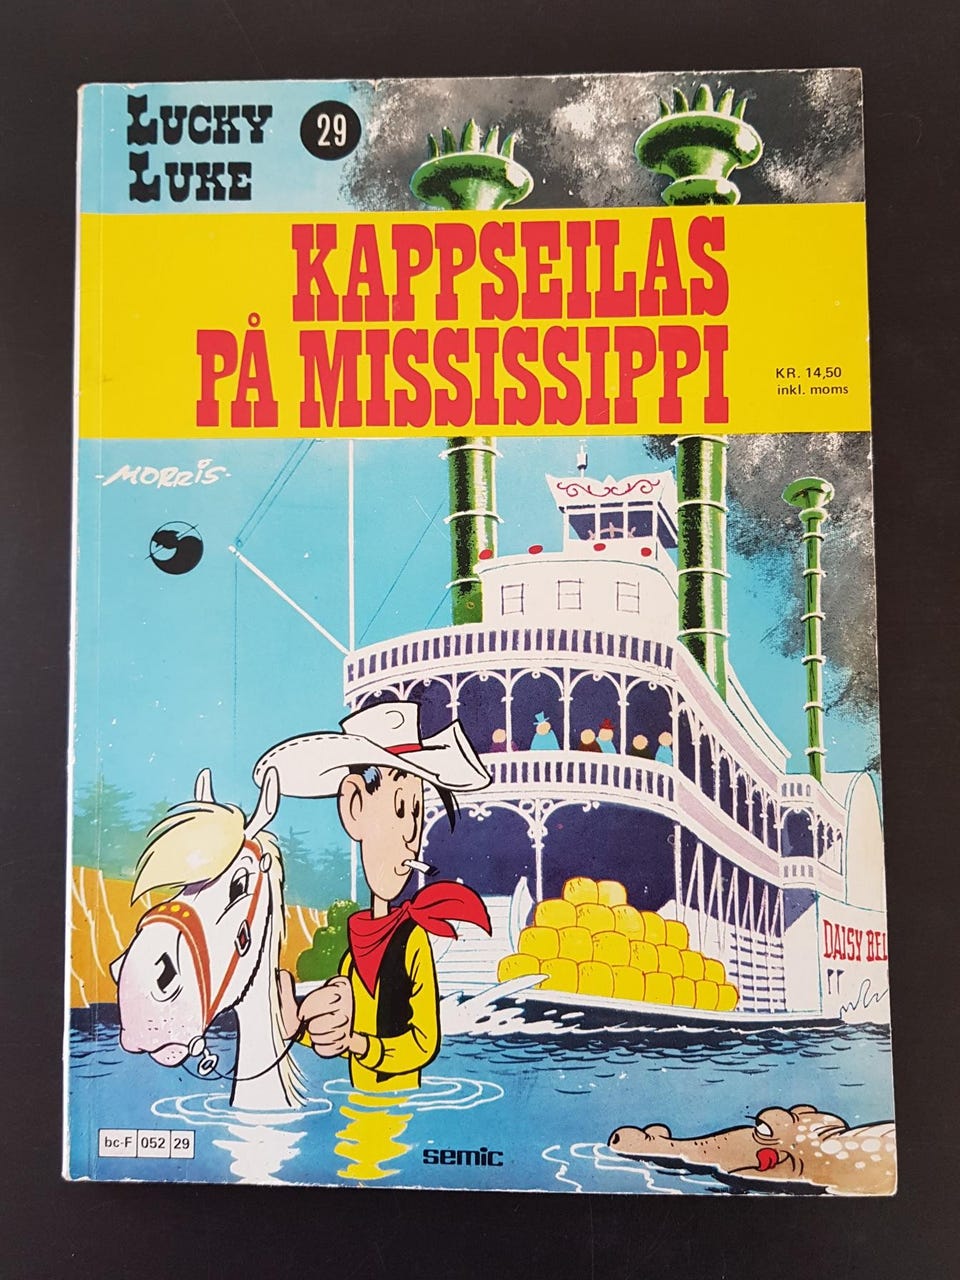 LUCKY
LUKE
29
KAPPSEILAS
PÅ MISSISSIPPI
KR. 14,50
inkl. moms
-MORRIS-
DAISY BEL
bc-F 052 29
semic